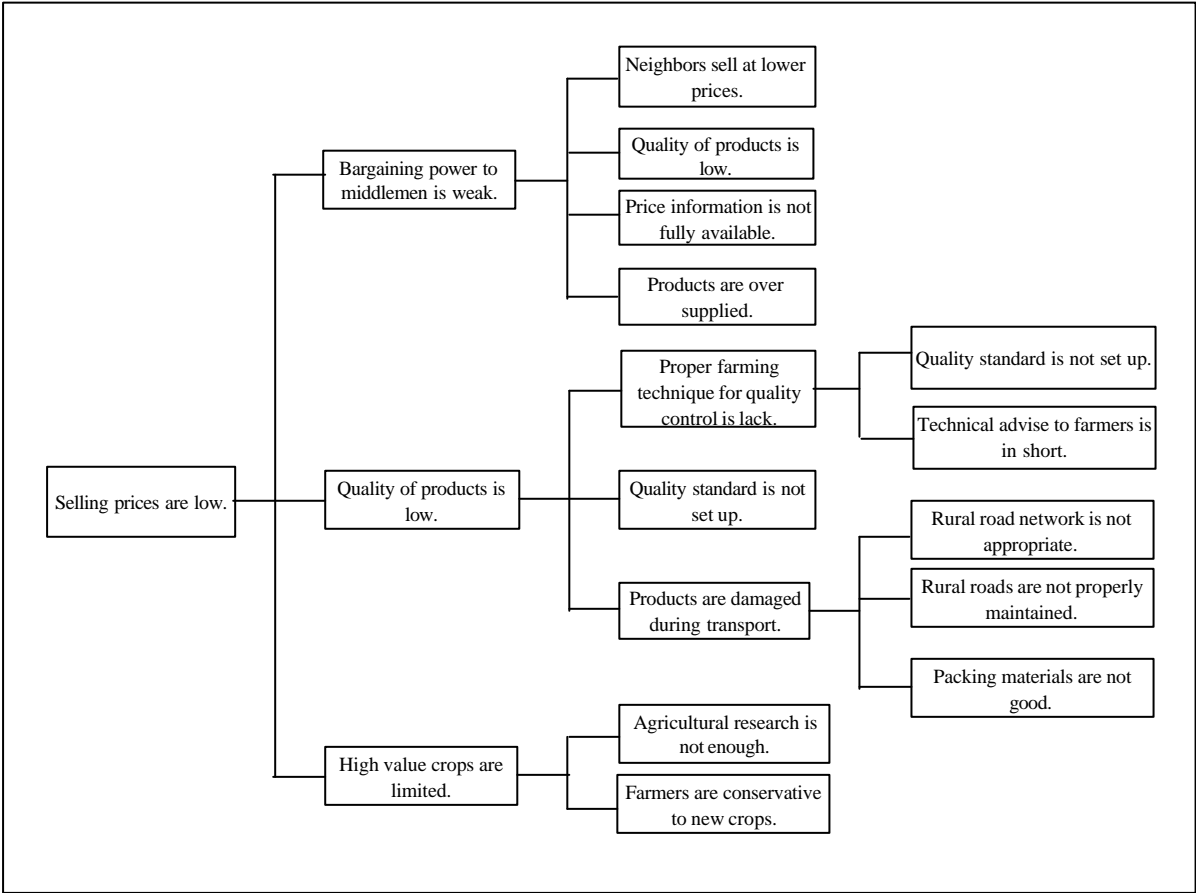 Neighbors sell at lower
prices.
Quality of products is
low.
Bargaining power to
middlemen is weak.
Price information is not
fully available.
Products are over
supplied.
Proper farming
technique for quality
control is lack.
Quality standard is not set up.
Technical advise to farmers is
in short.
Selling prices are low.
Quality of products is
low.
Quality standard is not
set up.
Rural road network is not
appropriate.
Products are damaged
during transport.
Rural roads are not properly
maintained.
Packing materials are not
good.
High value crops are
limited.
Agricultural research is
not enough.
Farmers are conservative
to new crops.